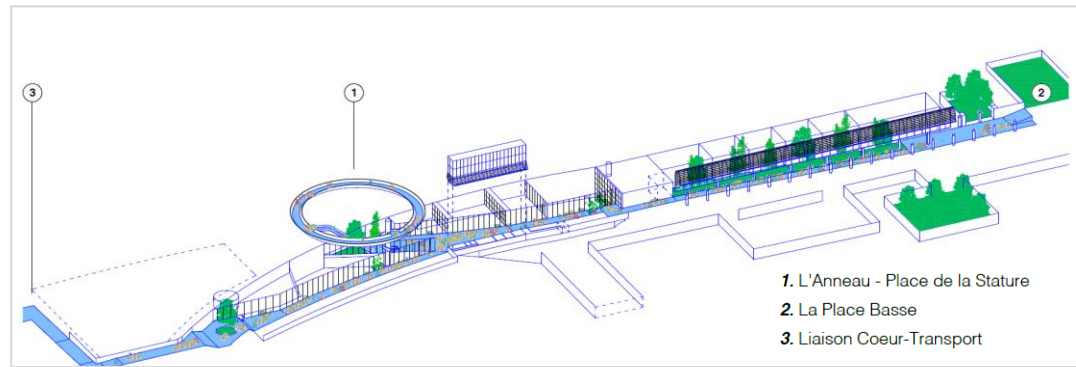 3
1
2
1. L'Anneau - Place de la Stature
2. La Place Basse
3. Liaison Coeur-Transport